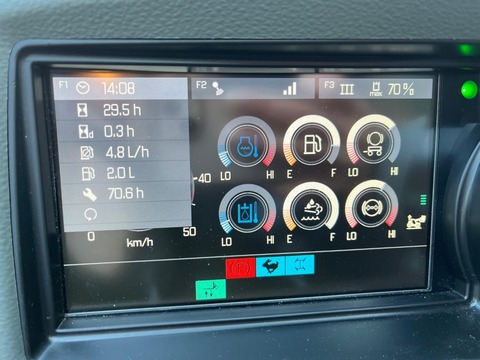 F1 14:08
F2
F3 III max 70%
29.5 h
d 0.3 h
4.8 L/h
2.0 L
70.6 h
40
0 50
km/h
LO HI
E F
LO HI
LO HI
E F
LO HI
(P)